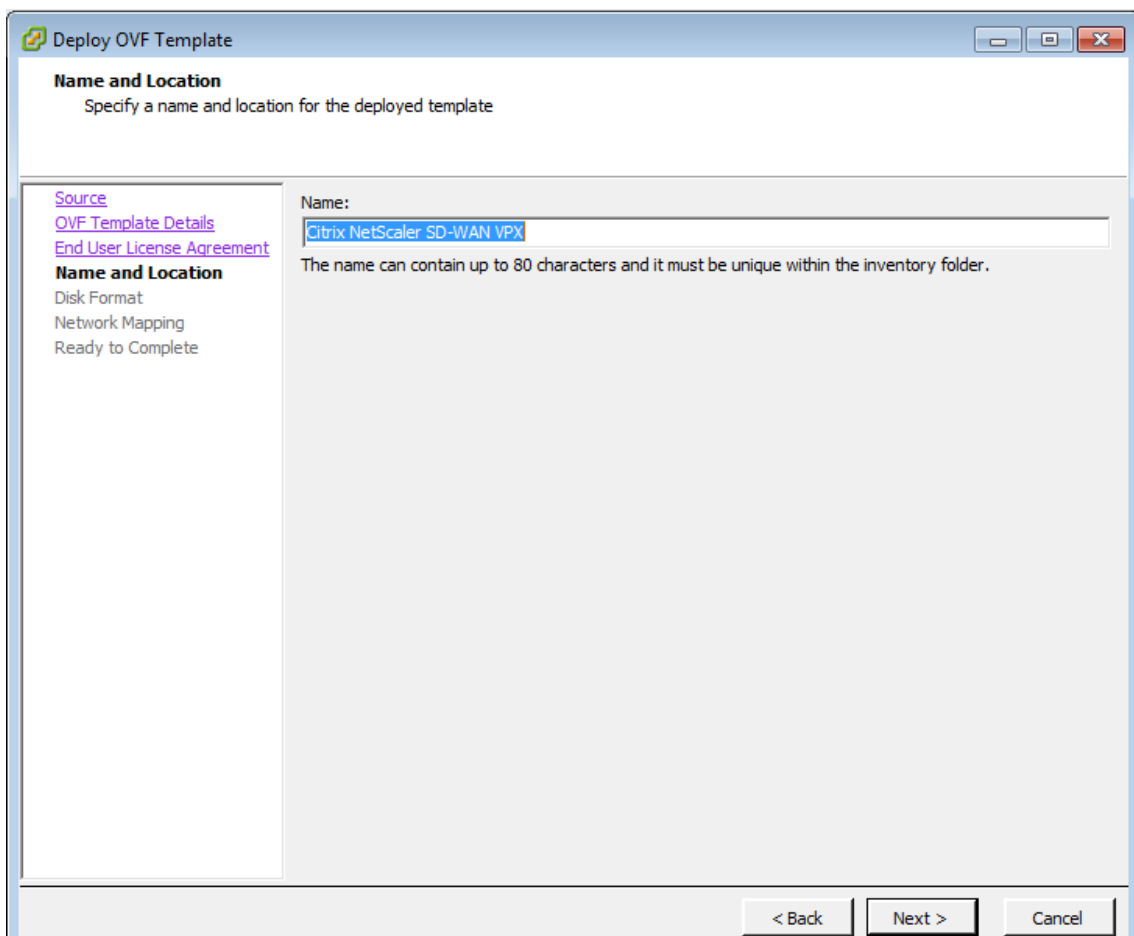 Deploy OVF Template
Name and Location
Specify a name and location for the deployed template
Source
OVF Template Details
End User License Agreement
Name and Location
Disk Format
Network Mapping
Ready to Complete
Name:
Citrix NetScaler SD-WAN VPX
The name can contain up to 80 characters and it must be unique within the inventory folder.
< Back
Next >
Cancel